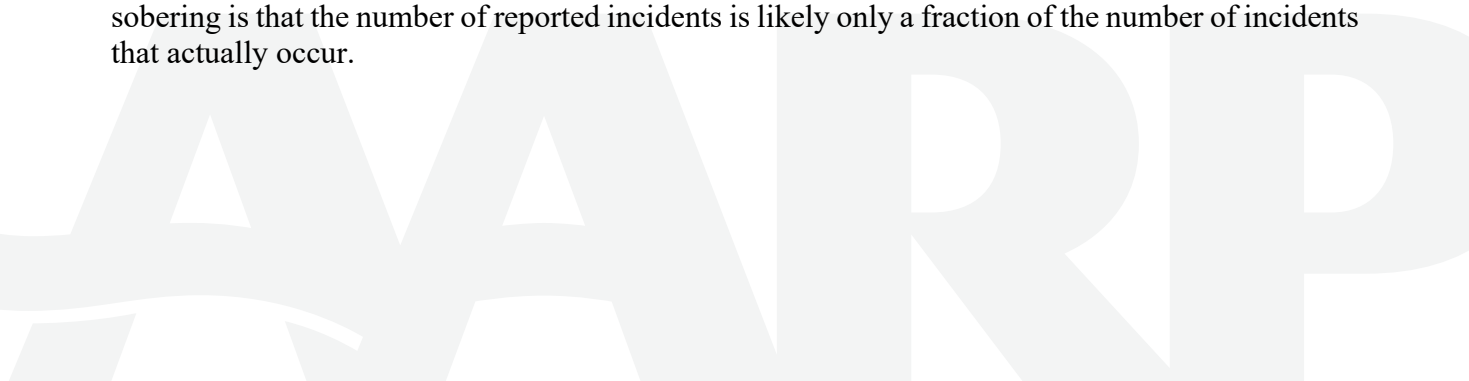 sobering is that the number of reported incidents is likely only a fraction of the number of incidents
that actually occur.
AARP